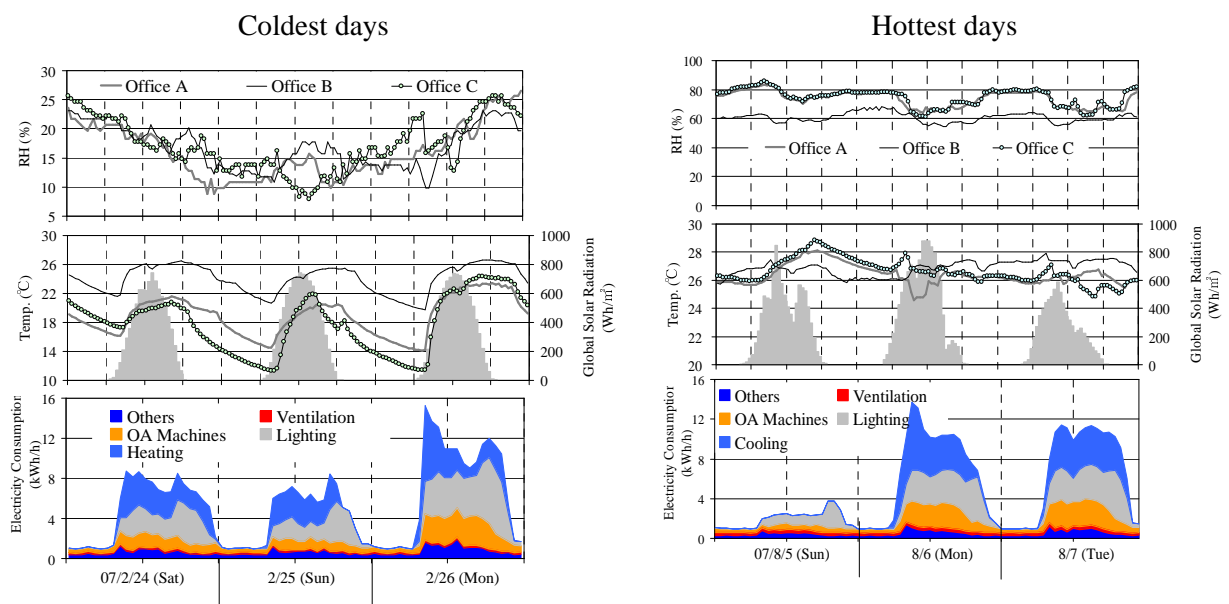 Coldest days
30
25
20
15
10
5
RH (%)
Office A
Office B
Office C
30
26
22
18
14
10
Temp. (℃)
1000
800
600
400
200
0
Global Solar Radiation
(Wh/㎡)
16
12
8
4
0
Electricity Consumption
(kWh/h)
Others
Ventilation
OA Machines
Lighting
Heating
07/2/24 (Sat)
2/25 (Sun)
2/26 (Mon)
Hottest days
100
80
60
40
20
0
RH (%)
Office A
Office B
Office C
30
28
26
24
22
20
Temp. (℃)
1000
800
600
400
200
0
Global Solar Radiation
(Wh/㎡)
16
12
8
4
0
Electricity Consumption
(kWh/h)
Others
Ventilation
OA Machines
Lighting
Cooling
07/8/5 (Sun)
8/6 (Mon)
8/7 (Tue)